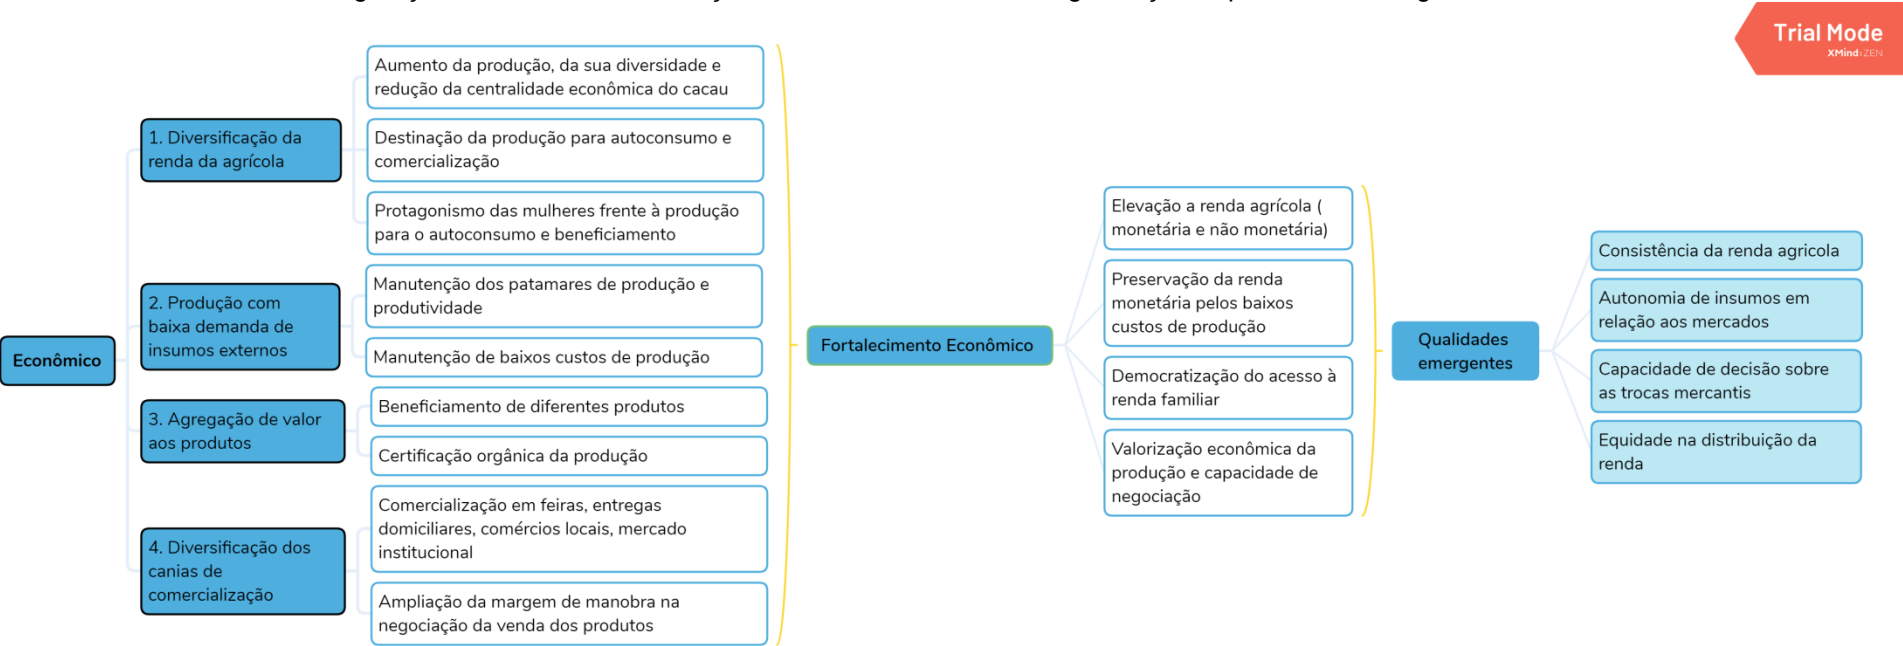 Trial Mode
XMind:ZEN
Econômico
1. Diversificação da
renda da agrícola
Aumento da produção, da sua diversidade e
redução da centralidade econômica do cacau
Destinação da produção para autoconsumo e
comercialização
Protagonismo das mulheres frente à produção
para o autoconsumo e beneficiamento
2. Produção com
baixa demanda de
insumos externos
Manutenção dos patamares de produção e
produtividade
Manutenção de baixos custos de produção
3. Agregação de valor
aos produtos
Beneficiamento de diferentes produtos
Certificação orgânica da produção
4. Diversificação dos
canias de
comercialização
Comercialização em feiras, entregas
domiciliares, comércios locais, mercado
institucional
Ampliação da margem de manobra na
negociação da venda dos produtos
Fortalecimento Econômico
Elevação a renda agrícola (
monetária e não monetária)
Preservação da renda
monetária pelos baixos
custos de produção
Democratização do acesso à
renda familiar
Valorização econômica da
produção e capacidade de
negociação
Qualidades
emergentes
Consistência da renda agricola
Autonomia de insumos em
relação aos mercados
Capacidade de decisão sobre
as trocas mercantis
Equidade na distribuição da
renda